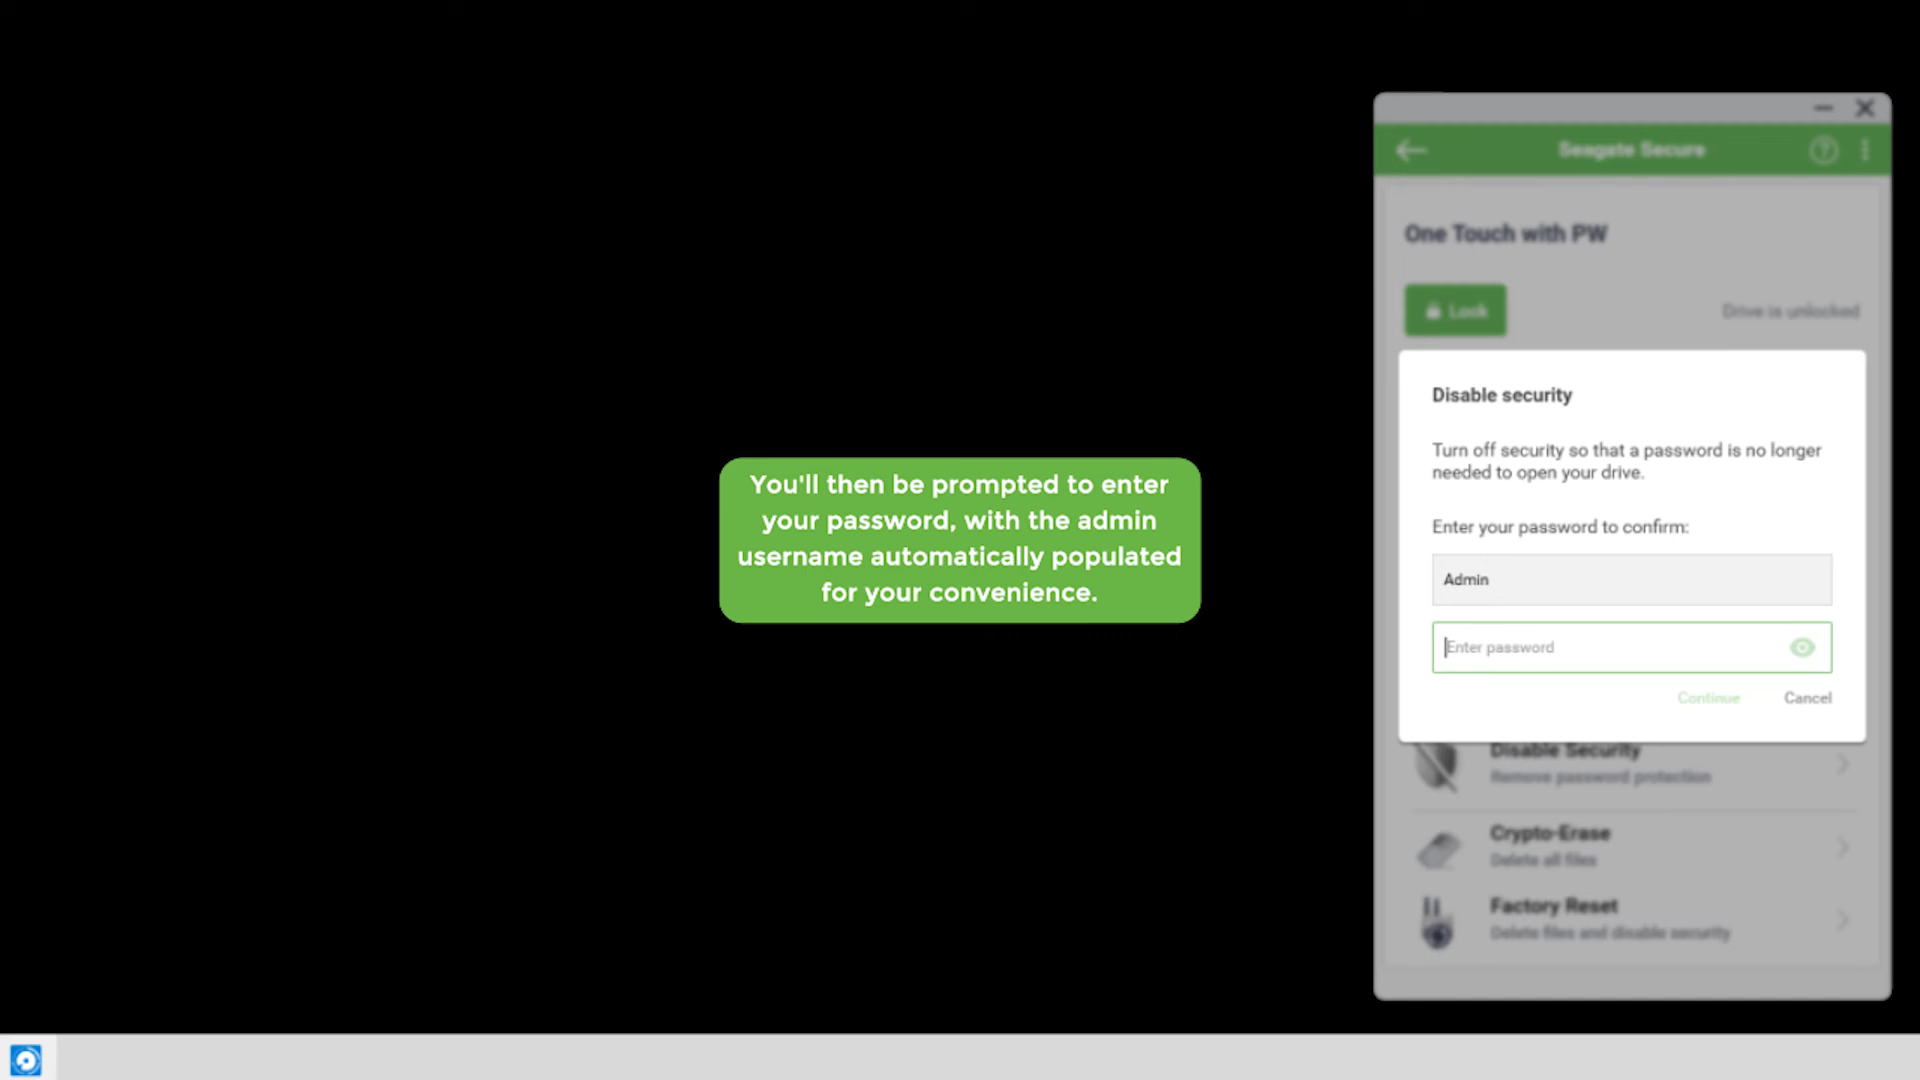 Seagate Secure
One Touch with PW
Lock
Drive is unlocked
Disable security
Turn off security so that a password is no longer
needed to open your drive.
Enter your password to confirm:
Admin
Enter password
Continue
Cancel
Disable Security
Remove password protection
Crypto-Erase
Delete all files
Factory Reset
Delete files and disable security
You'll then be prompted to enter
your password, with the admin
username automatically populated
for your convenience.